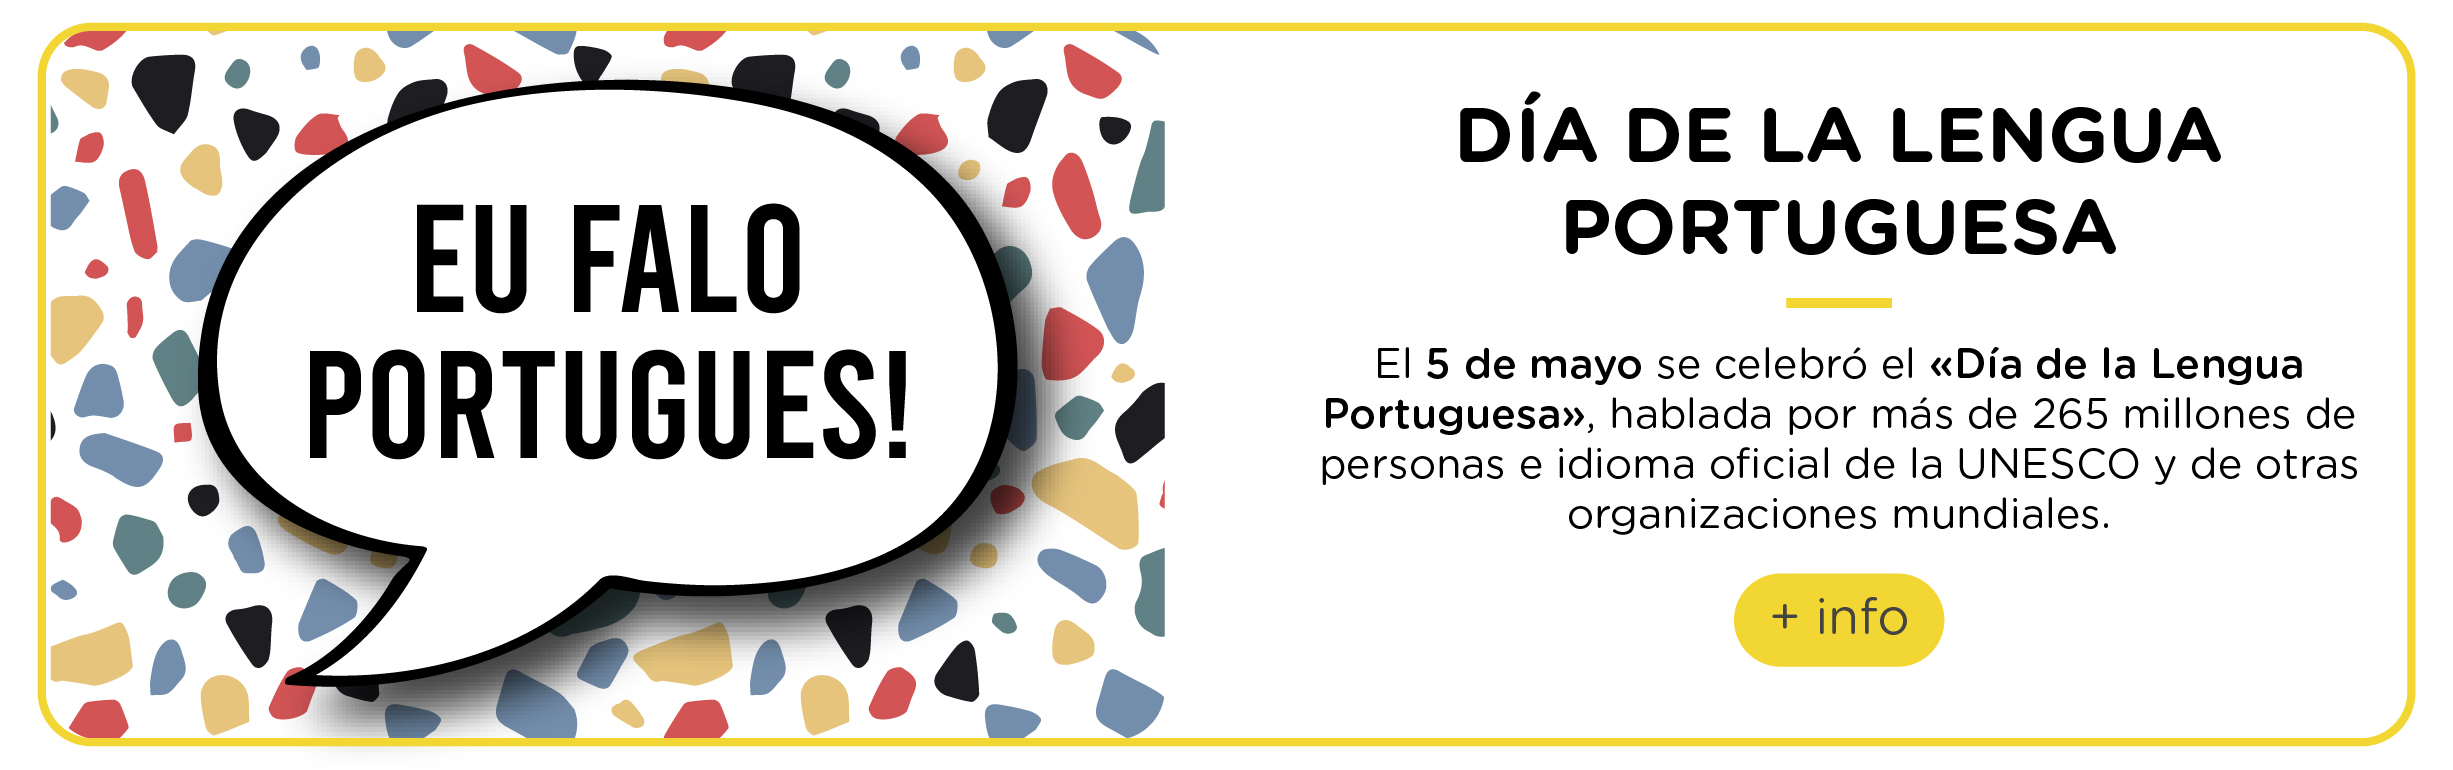 EU FALO
PORTUGUES!
DÍA DE LA LENGUA
PORTUGUESA
El 5 de mayo se celebró el «Día de la Lengua
Portuguesa», hablada por más de 265 millones de
personas e idioma oficial de la UNESCO y de otras
organizaciones mundiales.
+ info